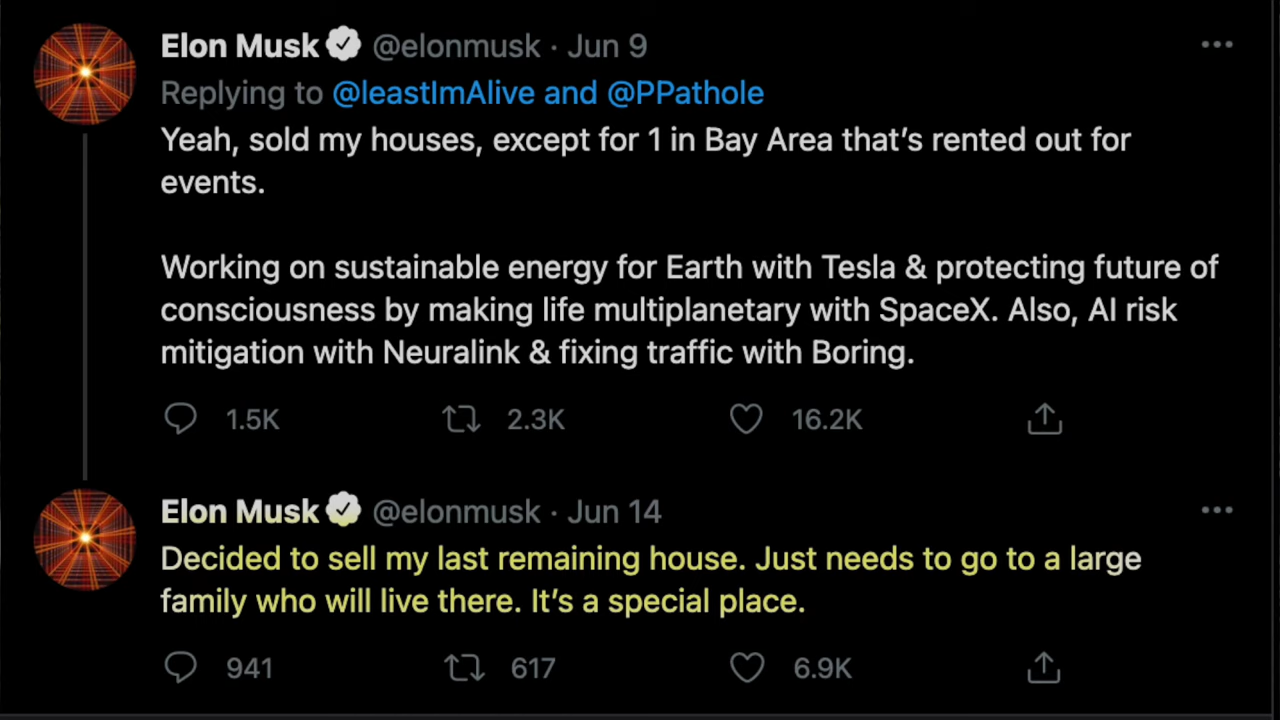 Elon Musk @elonmusk · Jun 9
Replying to @leastImAlive and @PPathole
Yeah, sold my houses, except for 1 in Bay Area that’s rented out for
events.
Working on sustainable energy for Earth with Tesla & protecting future of
consciousness by making life multiplanetary with SpaceX. Also, AI risk
mitigation with Neuralink & fixing traffic with Boring.
1.5K 2.3K 16.2K
Elon Musk @elonmusk · Jun 14
Decided to sell my last remaining house. Just needs to go to a large
family who will live there. It’s a special place.
941 617 6.9K